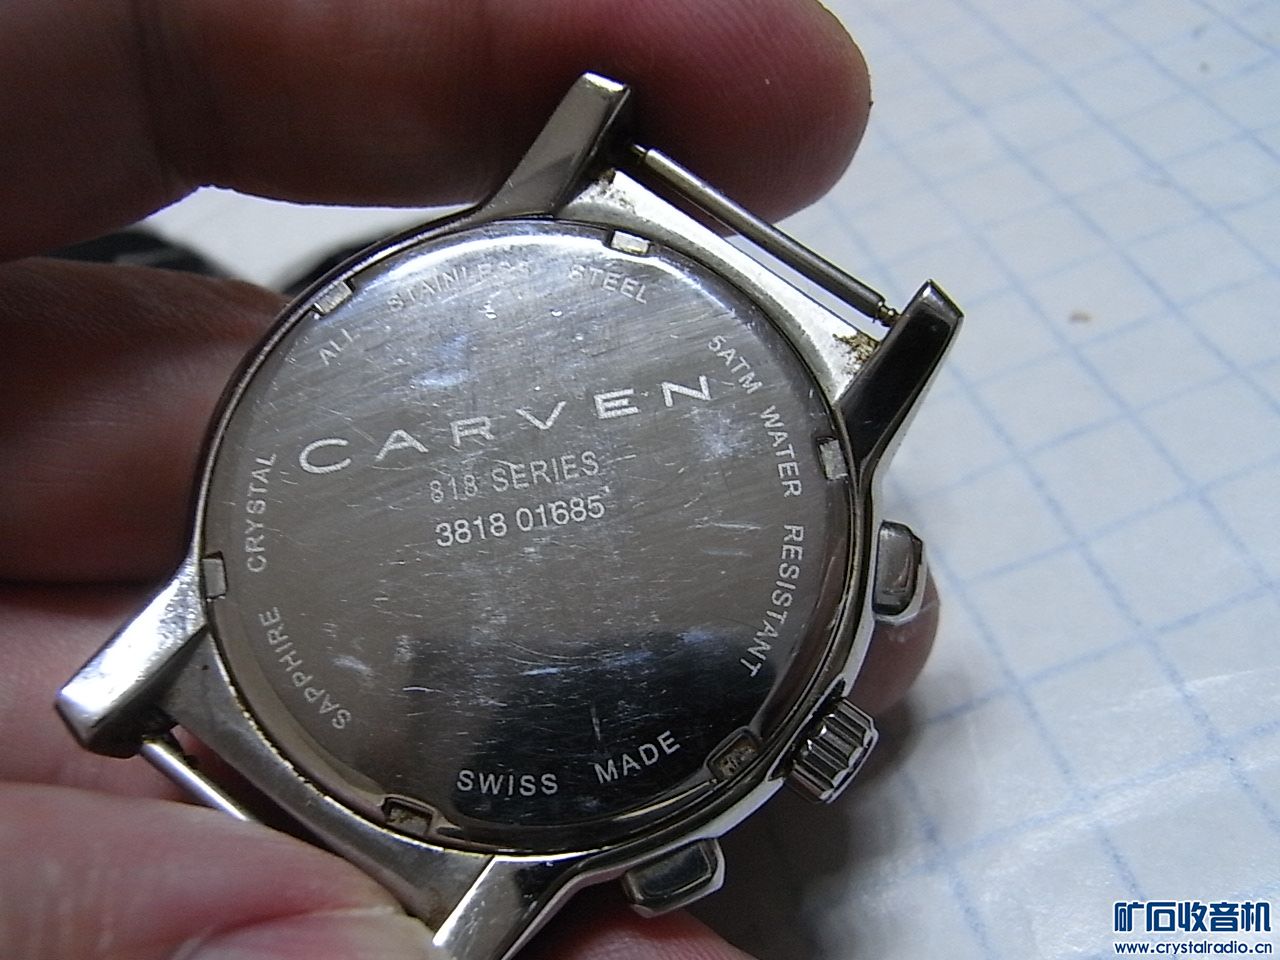 ALL STAINLESS STEEL
5ATM WATER RESISTANT
CARVEN
818 SERIES
3818 01685
SAPPHIRE CRYSTAL
SWISS MADE
矿石收音机
www.crystalradio.cn